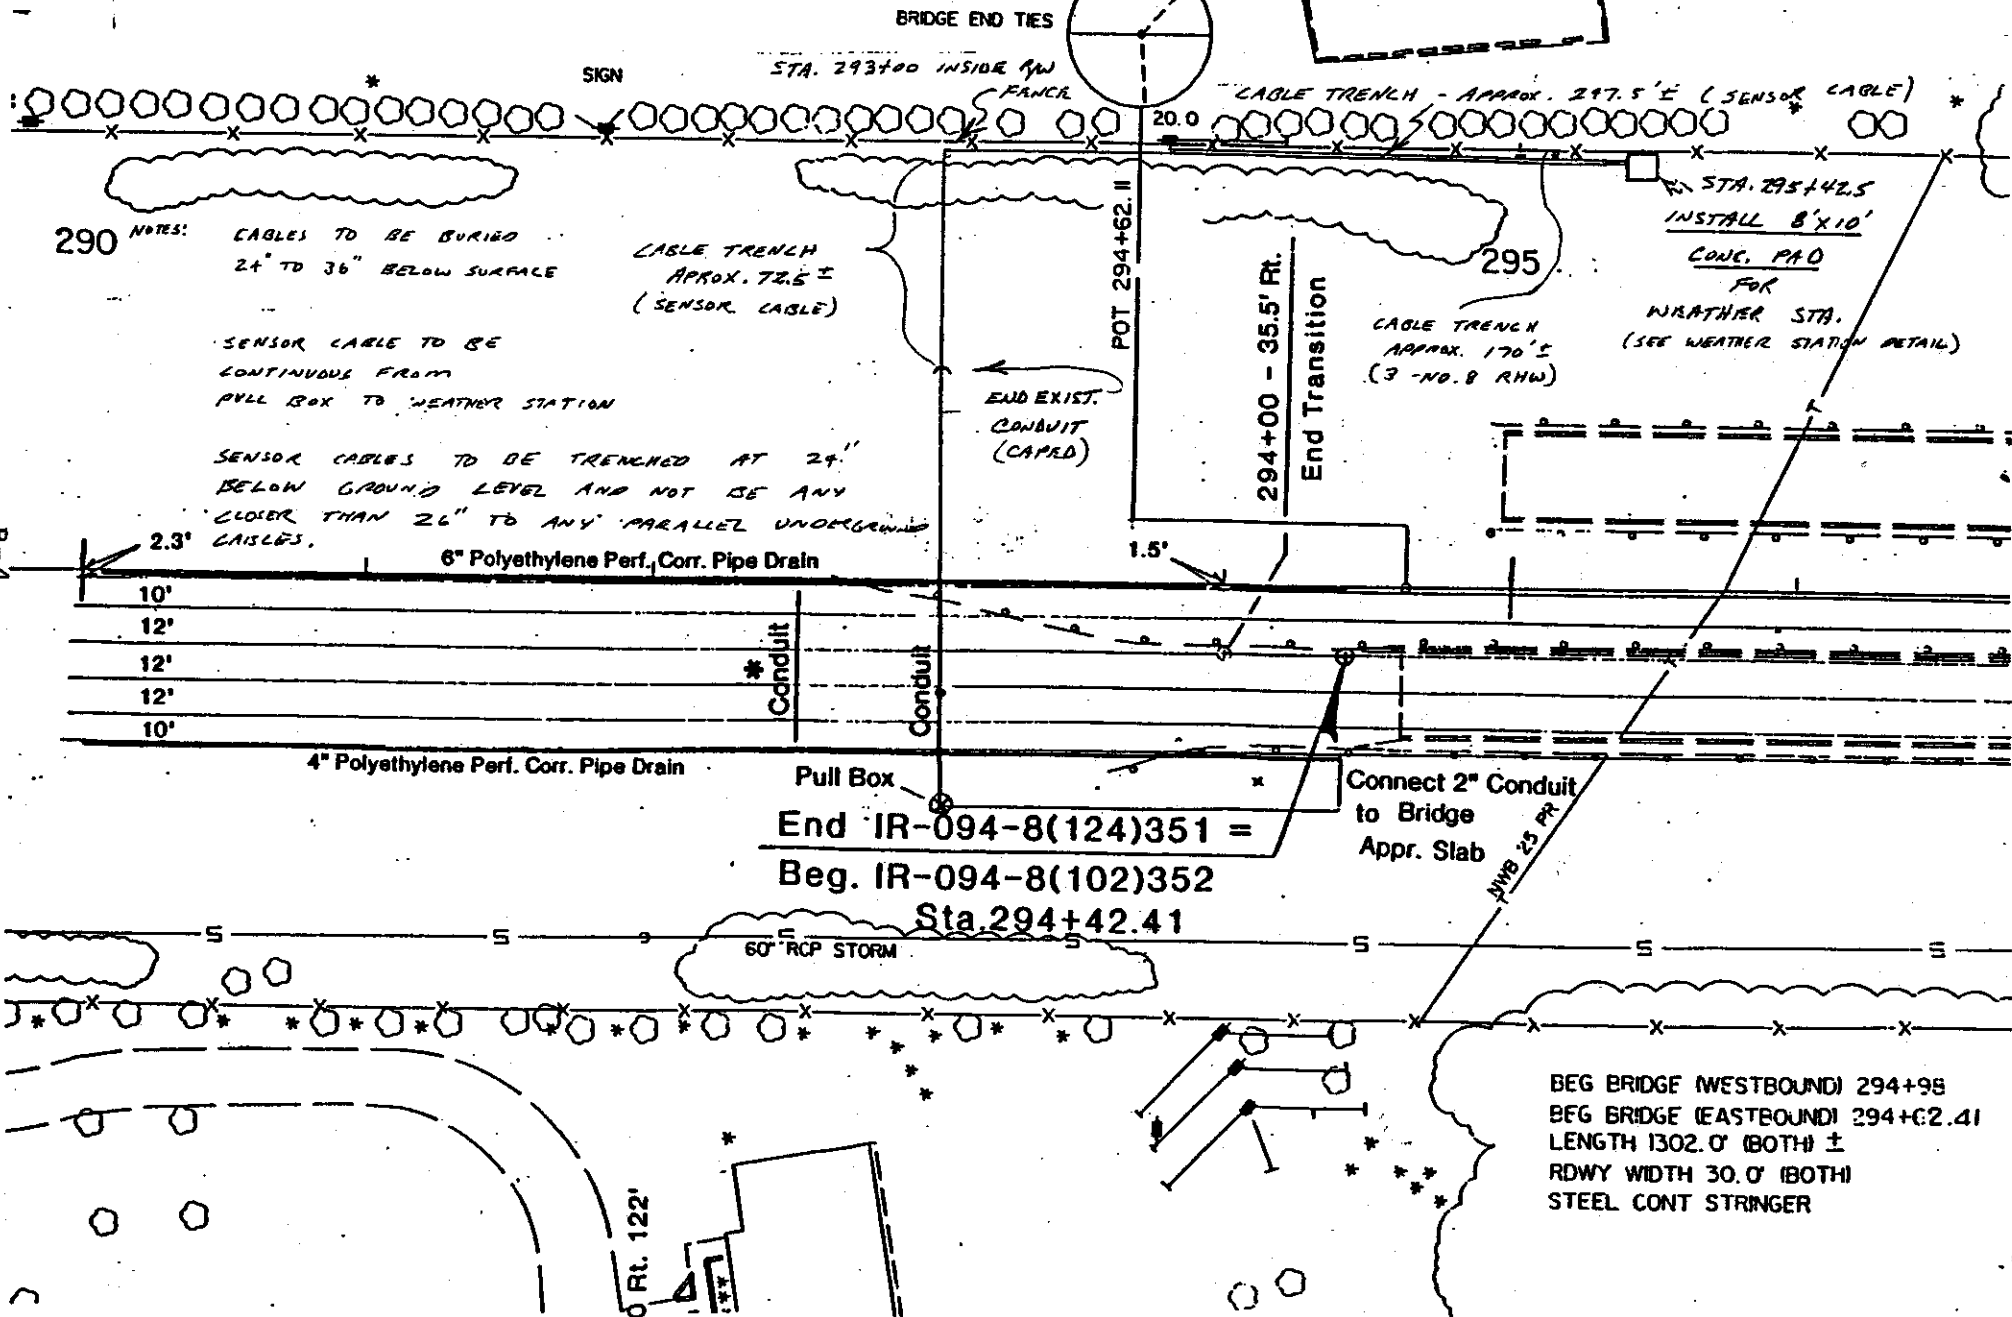 BRIDGE END TIES
STA. 293+00 INSIDE R/W
FENCE
SIGN
CABLE TRENCH - APPROX. 247.5'± (SENSOR CABLE)
20.0
290
NOTES:
CABLES TO BE BURIED
24" TO 36" BELOW SURFACE
SENSOR CABLE TO BE
CONTINUOUS FROM
PULL BOX TO WEATHER STATION
SENSOR CABLES TO BE TRENCHED AT 24"
BELOW GROUND LEVEL AND NOT BE ANY
CLOSER THAN 26" TO ANY PARALLEL UNDERGROUND
CABLES.
CABLE TRENCH
APROX. 72.5 ±
(SENSOR CABLE)
END EXIST.
CONDUIT
(CAPED)
POT 294+62.11
294+00 - 35.5' Rt.
End Transition
295
CABLE TRENCH
APPROX. 170'±
(3 -NO. 8 RHW)
STA. 295+42.5
INSTALL 8'X10'
CONC. PAD
FOR
WEATHER STA.
(SEE WEATHER STATION DETAIL)
2.3'
6" Polyethylene Perf. Corr. Pipe Drain
1.5'
10'
12'
12'
12'
10'
* Conduit
Conduit
4" Polyethylene Perf. Corr. Pipe Drain
Pull Box
Connect 2" Conduit
to Bridge
Appr. Slab
End IR-094-8(124)351 =
Beg. IR-094-8(102)352
Sta.294+42.41
NWB 25 PR
60" RCP STORM
BEG BRIDGE (WESTBOUND) 294+98
BEG BRIDGE (EASTBOUND) 294+62.41
LENGTH 1302.0' (BOTH) ±
RDWY WIDTH 30.0' (BOTH)
STEEL CONT STRINGER
Rt. 122'